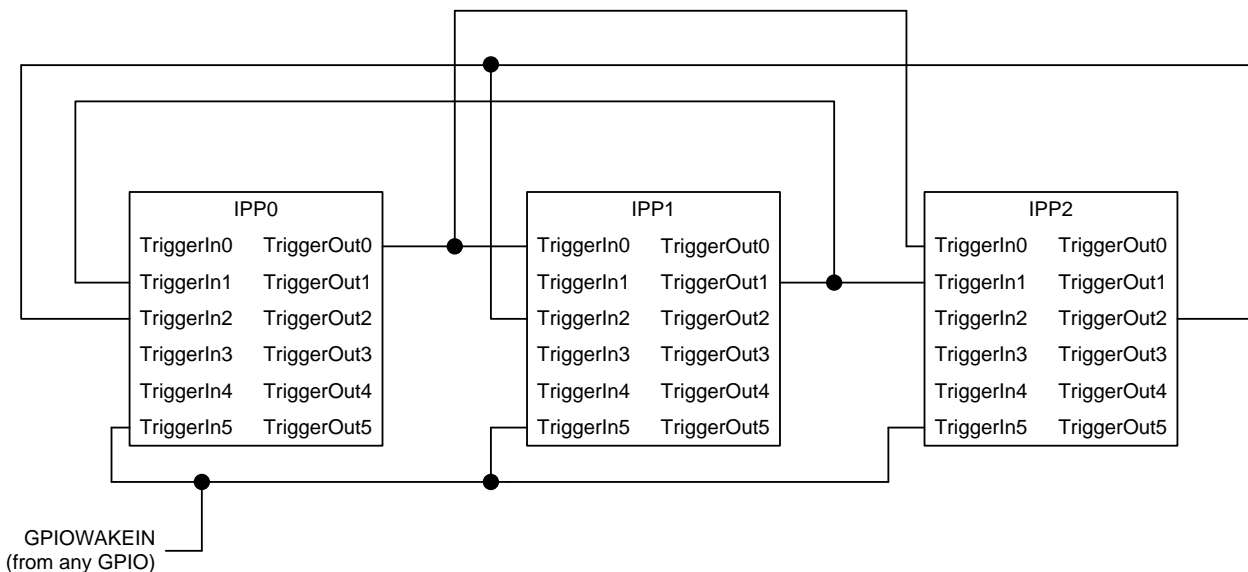 IPP0
TriggerIn0 TriggerOut0
TriggerIn1 TriggerOut1
TriggerIn2 TriggerOut2
TriggerIn3 TriggerOut3
TriggerIn4 TriggerOut4
TriggerIn5 TriggerOut5
IPP1
TriggerIn0 TriggerOut0
TriggerIn1 TriggerOut1
TriggerIn2 TriggerOut2
TriggerIn3 TriggerOut3
TriggerIn4 TriggerOut4
TriggerIn5 TriggerOut5
IPP2
TriggerIn0 TriggerOut0
TriggerIn1 TriggerOut1
TriggerIn2 TriggerOut2
TriggerIn3 TriggerOut3
TriggerIn4 TriggerOut4
TriggerIn5 TriggerOut5
GPIOWAKEIN
(from any GPIO)